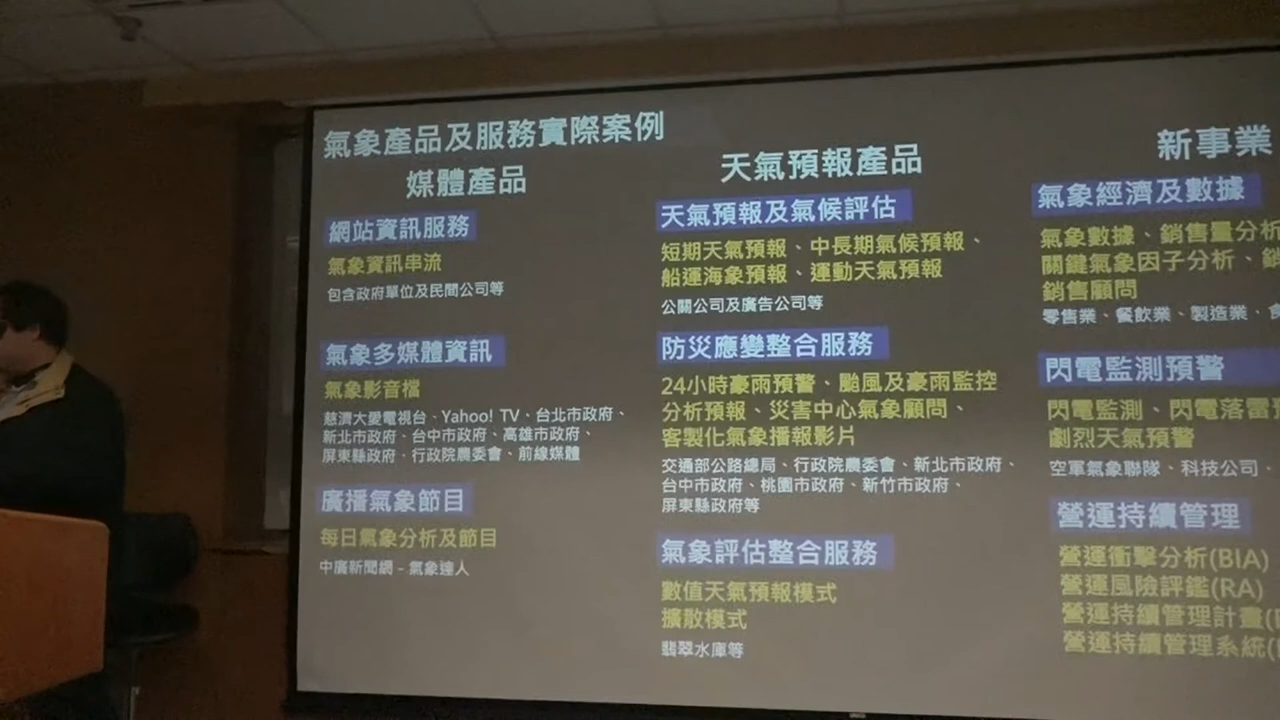 氣象產品及服務實際案例
媒體產品
網站資訊服務
氣象資訊串流
包含政府單位及民間公司等
氣象多媒體資訊
氣象影音檔
慈濟大愛電視台、Yahoo! TV、台北市政府、
新北市政府、台中市政府、高雄市政府、
屏東縣政府、行政院農委會、前線媒體
廣播氣象節目
每日氣象分析及節目
中廣新聞網 - 氣象達人
天氣預報產品
天氣預報及氣候評估
短期天氣預報、中長期氣候預報、
船運海象預報、運動天氣預報
公關公司及廣告公司等
防災應變整合服務
24小時豪雨預警、颱風及豪雨監控
分析預報、災害中心氣象顧問、
客製化氣象播報影片
交通部公路總局、行政院農委會、新北市政府、
台中市政府、桃園市政府、新竹市政府、
屏東縣政府等
氣象評估整合服務
數值天氣預報模式
擴散模式
翡翠水庫等
新事業
氣象經濟及數據
氣象數據、銷售量分析
關鍵氣象因子分析、銷
銷售顧問
零售業、餐飲業、製造業、食
閃電監測預警
閃電監測、閃電落雷
劇烈天氣預警
空軍氣象聯隊、科技公司、
營運持續管理
營運衝擊分析(BIA)
營運風險評鑑(RA)
營運持續管理計畫(
營運持續管理系統(